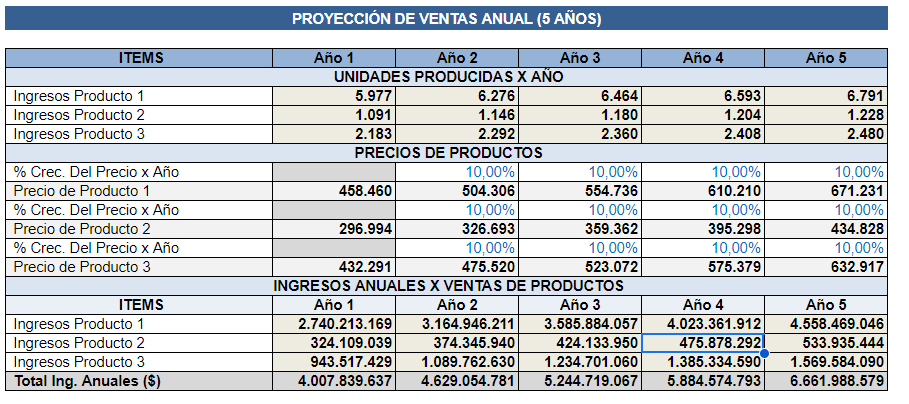 PROYECCIÓN DE VENTAS ANUAL (5 AÑOS)
ITEMS Año 1 Año 2 Año 3 Año 4 Año 5
UNIDADES PRODUCIDAS X AÑO
Ingresos Producto 1 5.977 6.276 6.464 6.593 6.791
Ingresos Producto 2 1.091 1.146 1.180 1.204 1.228
Ingresos Producto 3 2.183 2.292 2.360 2.408 2.480
PRECIOS DE PRODUCTOS
% Crec. Del Precio x Año 10,00% 10,00% 10,00% 10,00%
Precio de Producto 1 458.460 504.306 554.736 610.210 671.231
% Crec. Del Precio x Año 10,00% 10,00% 10,00% 10,00%
Precio de Producto 2 296.994 326.693 359.362 395.298 434.828
% Crec. Del Precio x Año 10,00% 10,00% 10,00% 10,00%
Precio de Producto 3 432.291 475.520 523.072 575.379 632.917
INGRESOS ANUALES X VENTAS DE PRODUCTOS
ITEMS Año 1 Año 2 Año 3 Año 4 Año 5
Ingresos Producto 1 2.740.213.169 3.164.946.211 3.585.884.057 4.023.361.912 4.558.469.046
Ingresos Producto 2 324.109.039 374.345.940 424.133.950 475.878.292 533.935.444
Ingresos Producto 3 943.517.429 1.089.762.630 1.234.701.060 1.385.334.590 1.569.584.090
Total Ing. Anuales ($) 4.007.839.637 4.629.054.781 5.244.719.067 5.884.574.793 6.661.988.579